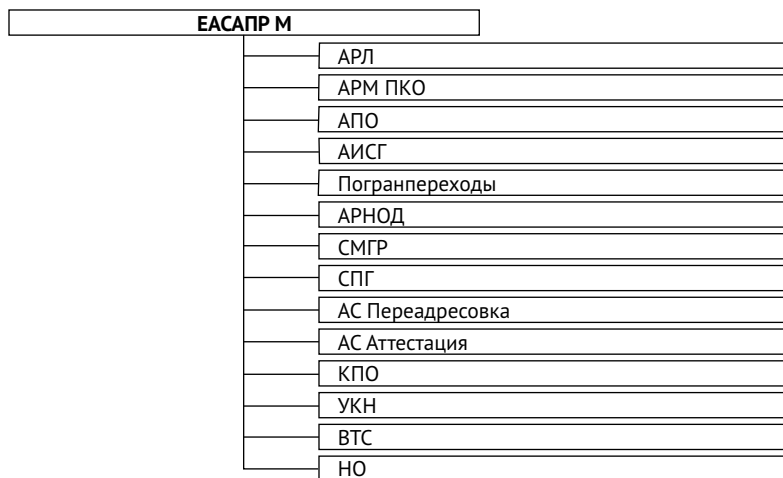 ЕАСАПР М
АРЛ
АРМ ПКО
АПО
АИСГ
Погранпереходы
АРНОД
СМГР
СПГ
АС Переадресовка
АС Аттестация
КПО
УКН
ВТС
НО